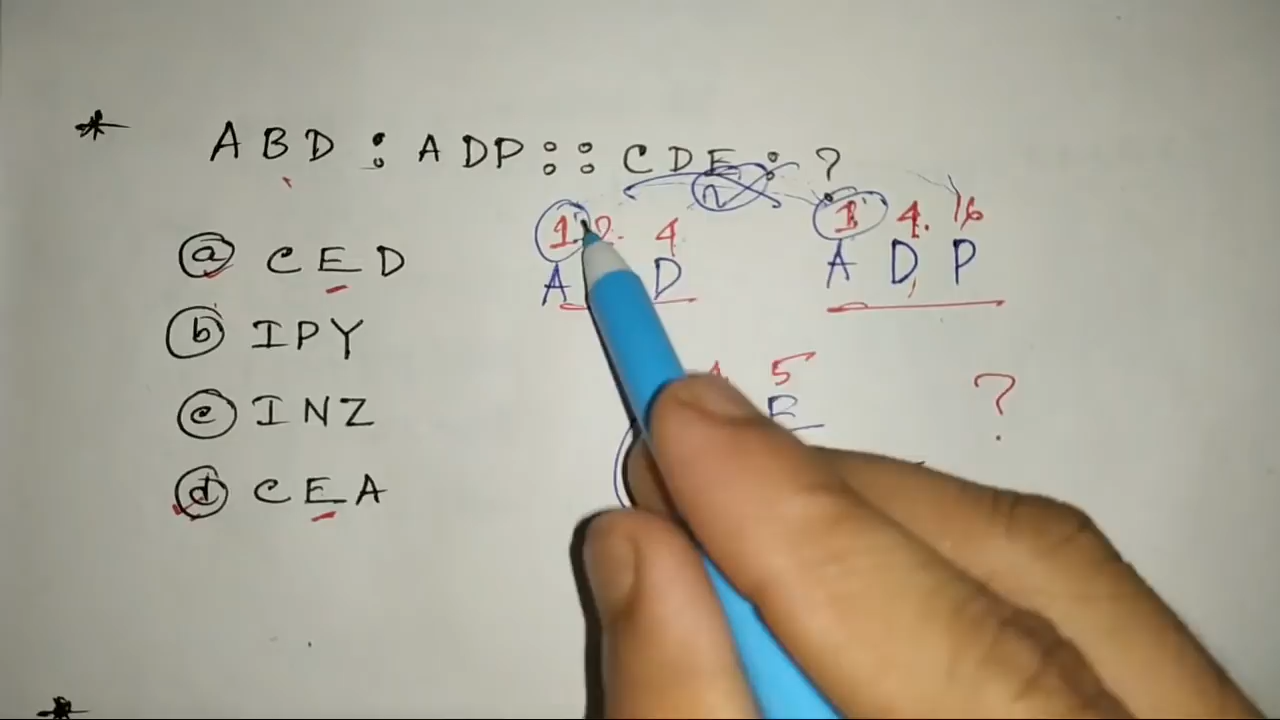 ABD : ADP :: CDE : ?
1 2 4
1 4. 16
a CED
A D
A D P
b IPY
5
?
c INZ
E
d CEA